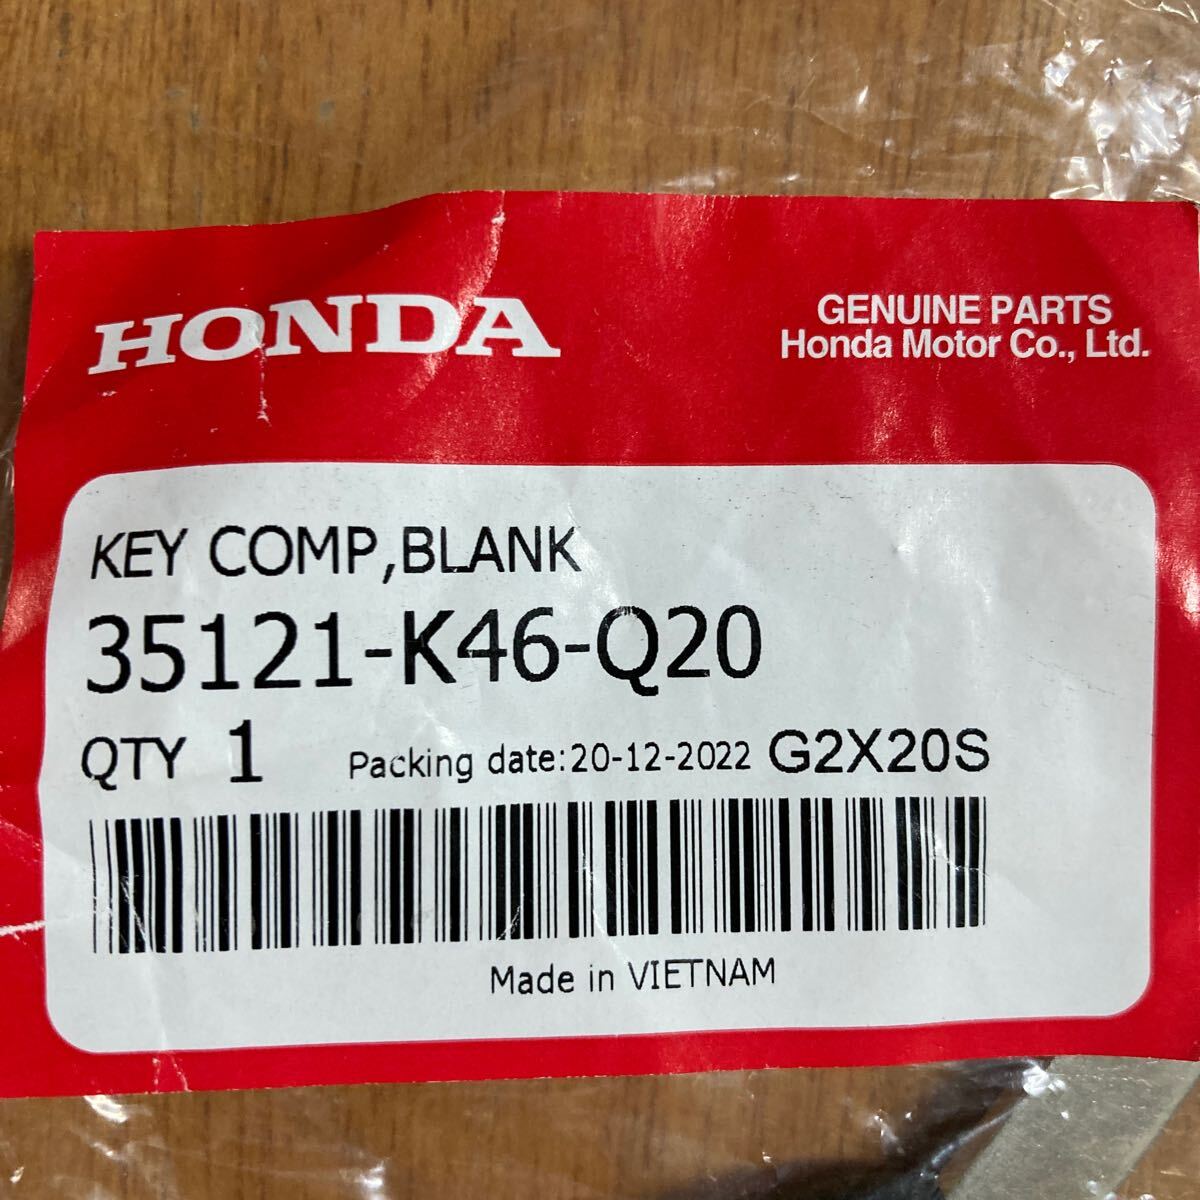 HONDA
GENUINE PARTS
Honda Motor Co., Ltd.
KEY COMP,BLANK
35121-K46-Q20
QTY 1 Packing date:20-12-2022 G2X20S
Made in VIETNAM